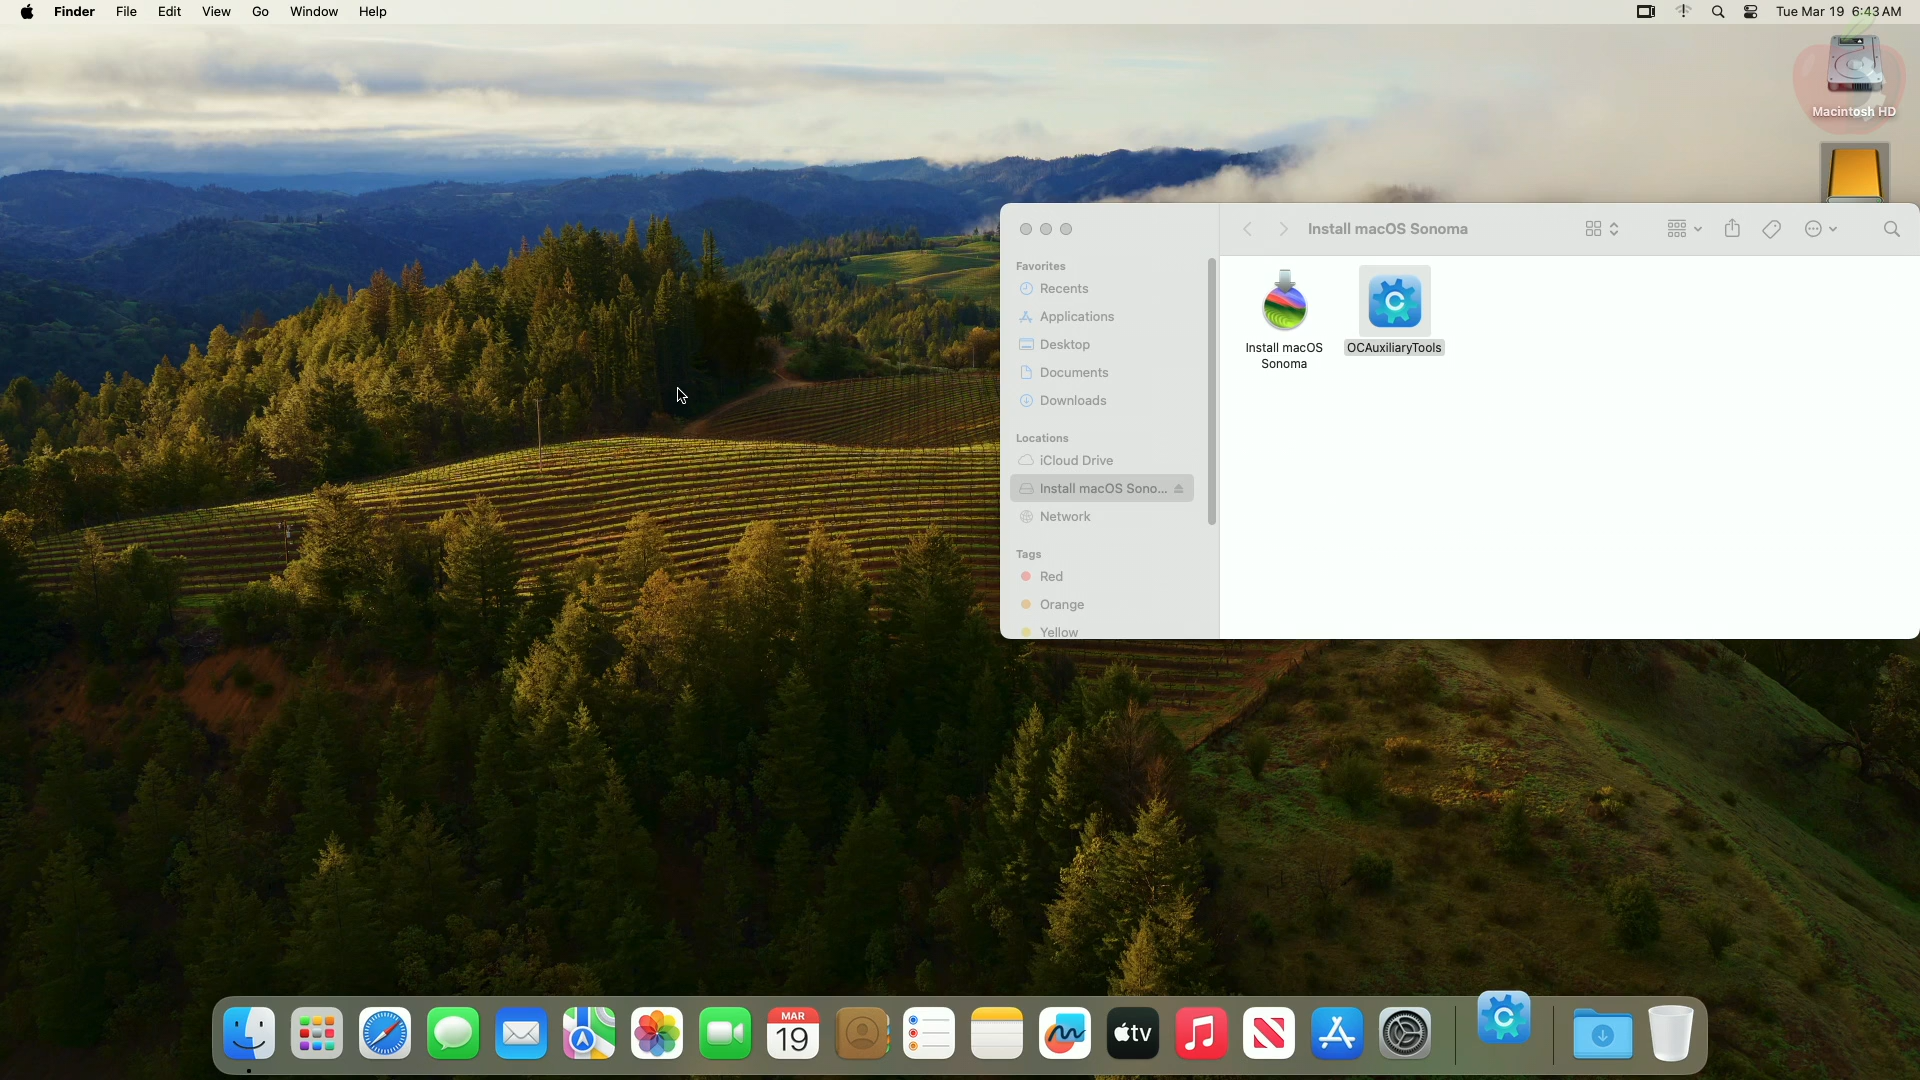 Finder File Edit View Go Window Help Tue Mar 19 6:43 AM
Macintosh HD
Install macOS Sonoma
Favorites
Recents
Applications
Desktop
Documents
Downloads
Locations
iCloud Drive
Install macOS Sono...
Network
Tags
Red
Orange
Yellow
Install macOS
Sonoma
OCAuxiliaryTools
MAR
19
tv